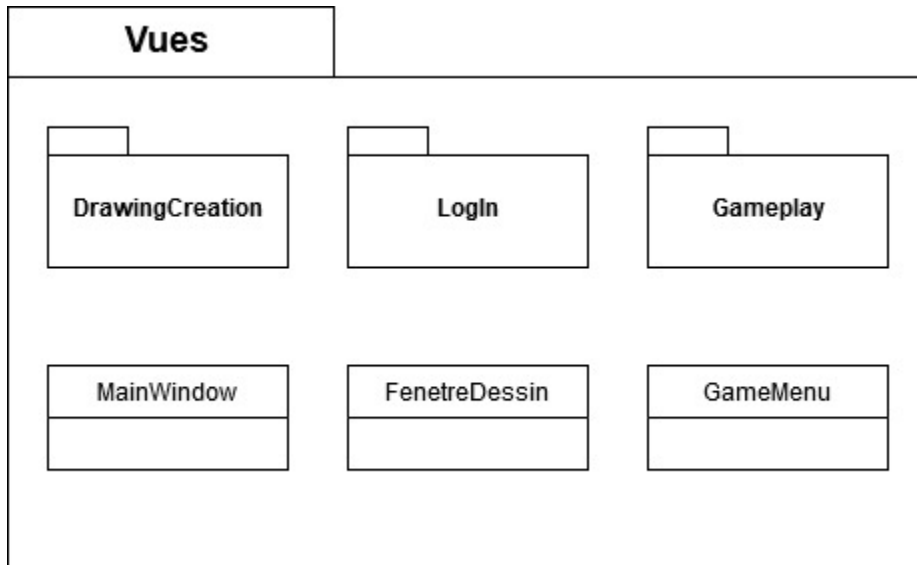 Vues
DrawingCreation
LogIn
Gameplay
MainWindow
FenetreDessin
GameMenu